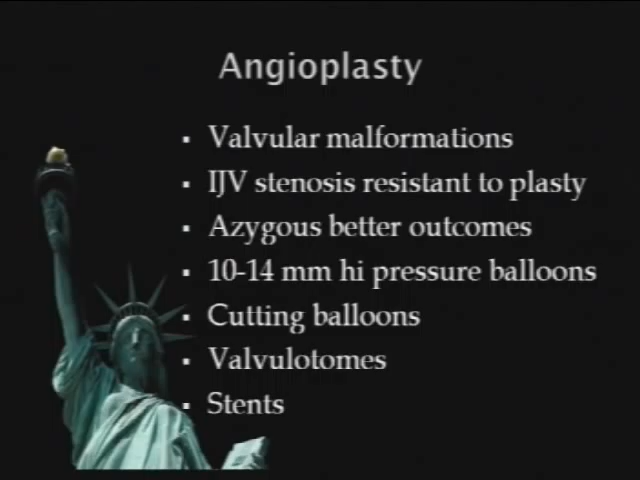 Angioplasty
▪ Valvular malformations
▪ IJV stenosis resistant to plasty
▪ Azygous better outcomes
▪ 10-14 mm hi pressure balloons
▪ Cutting balloons
▪ Valvulotomes
▪ Stents